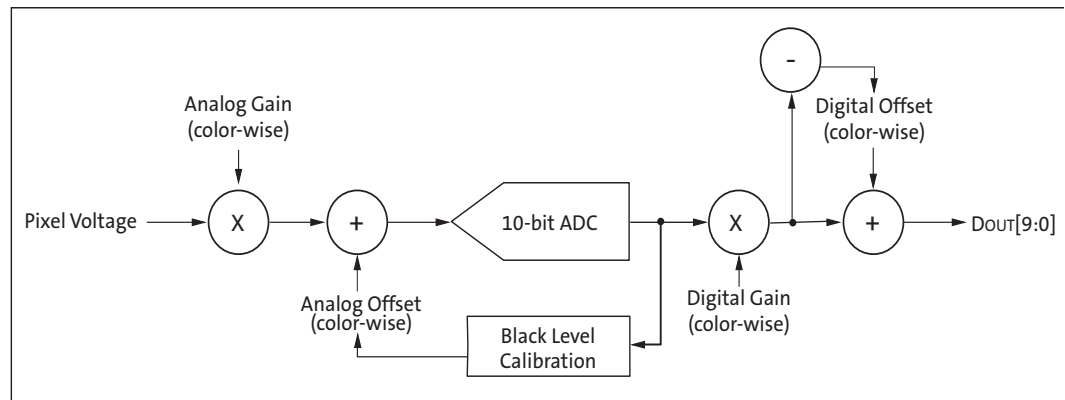 -
Analog Gain
(color-wise)
Digital Offset
(color-wise)
Pixel Voltage
X
+
10-bit ADC
X
+
DOUT[9:0]
Analog Offset
(color-wise)
Digital Gain
(color-wise)
Black Level
Calibration